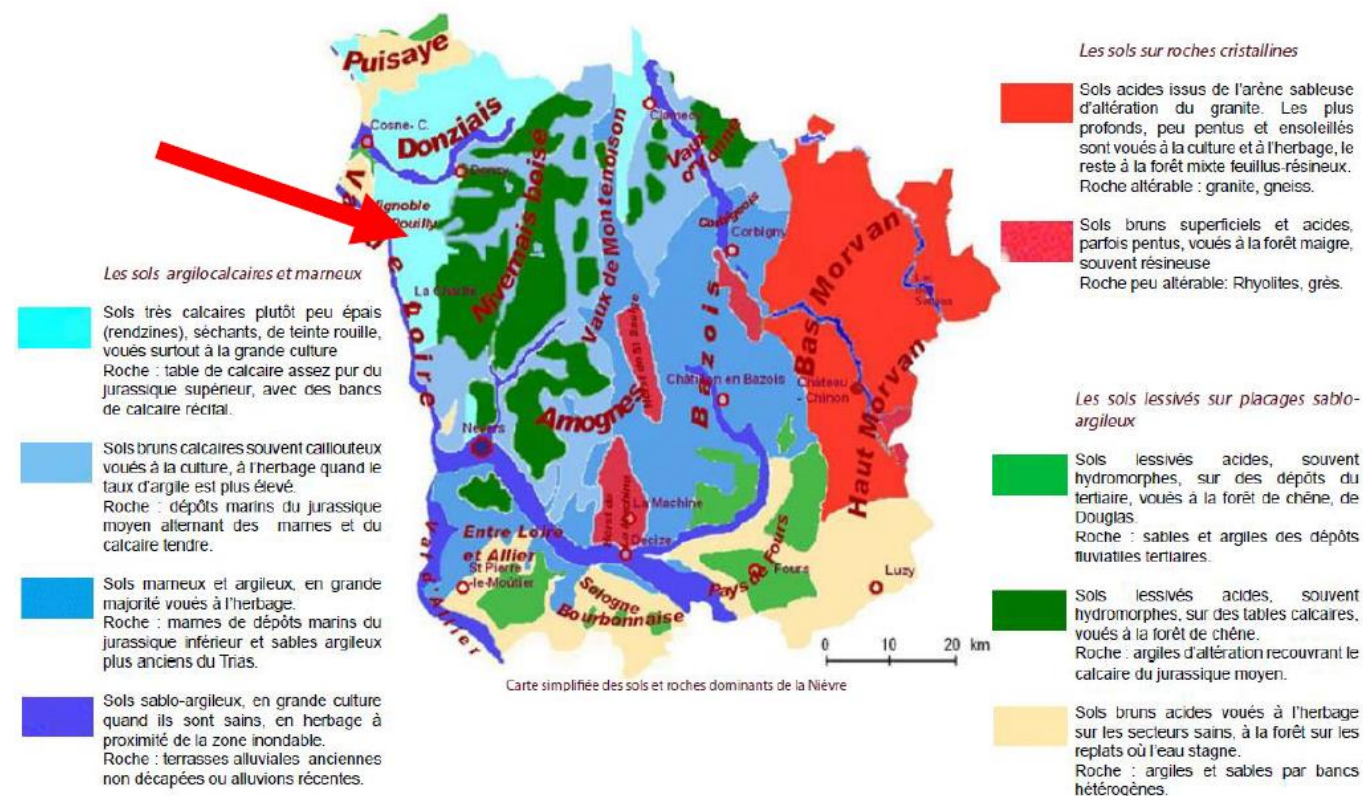 Puisaye
Cosne- C.
Donziais
Donzy
Clamecy
Vaux d'Yonne
Nivernais boisé
Vaux de Montenoison
Corbigeois
Corbigny
Vignoble
Pouilly
La Charité
Val de Loire
Bas Morvan
Haut Morvan
Bazois
Châtillon en Bazois
Château
-Chinon
Amognes
Nevers
La Machine
Decize
Entre Loire
et Allier
St Pierre
-le-Moûtier
Val d'Allier
Sologne
Bourbonnaise
Pays de Fours
Fours
Luzy
0 10 20 km
Carte simplifiée des sols et roches dominants de la Nièvre
Les sols argilocalcaires et marneux
Sols très calcaires plutôt peu épais
(rendzines), séchants, de teinte rouille,
voués surtout à la grande culture
Roche : table de calcaire assez pur du
jurassique supérieur, avec des bancs
de calcaire récifal.
Sols bruns calcaires souvent caillouteux
voués à la culture, à l'herbage quand le
taux d'argile est plus élevé.
Roche : dépôts marins du jurassique
moyen alternant des marnes et du
calcaire tendre.
Sols marneux et argileux, en grande
majorité voués à l'herbage.
Roche : marnes de dépôts marins du
jurassique inférieur et sables argileux
plus anciens du Trias.
Sols sablo-argileux, en grande culture
quand ils sont sains, en herbage à
proximité de la zone inondable.
Roche : terrasses alluviales anciennes
non décapées ou alluvions récentes.
Les sols sur roches cristallines
Sols acides issus de l'arène sableuse
d'altération du granite. Les plus
profonds, peu pentus et ensoleillés
sont voués à la culture et à l'herbage, le
reste à la forêt mixte feuillus-résineux.
Roche altérable : granite, gneiss.
Sols bruns superficiels et acides,
parfois pentus, voués à la forêt maigre,
souvent résineuse
Roche peu altérable: Rhyolites, grès.
Les sols lessivés sur placages sablo-
argileux
Sols lessivés acides, souvent
hydromorphes, sur des dépôts du
tertiaire, voués à la forêt de chêne, de
Douglas.
Roche : sables et argiles des dépôts
fluviatiles tertiaires.
Sols lessivés acides, souvent
hydromorphes, sur des tables calcaires,
voués à la forêt de chêne.
Roche : argiles d'altération recouvrant le
calcaire du jurassique moyen.
Sols bruns acides voués à l'herbage
sur les secteurs sains, à la forêt sur les
replats où l'eau stagne.
Roche : argiles et sables par bancs
hétérogènes.